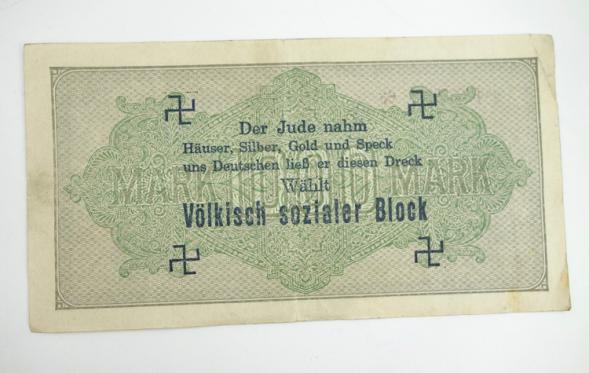 Der Jude nahm
Häuser, Silber, Gold und Speck
uns Deutschen ließ er diesen Dreck
Wählt
Völkisch sozialer Block
MARK 1000 MARK